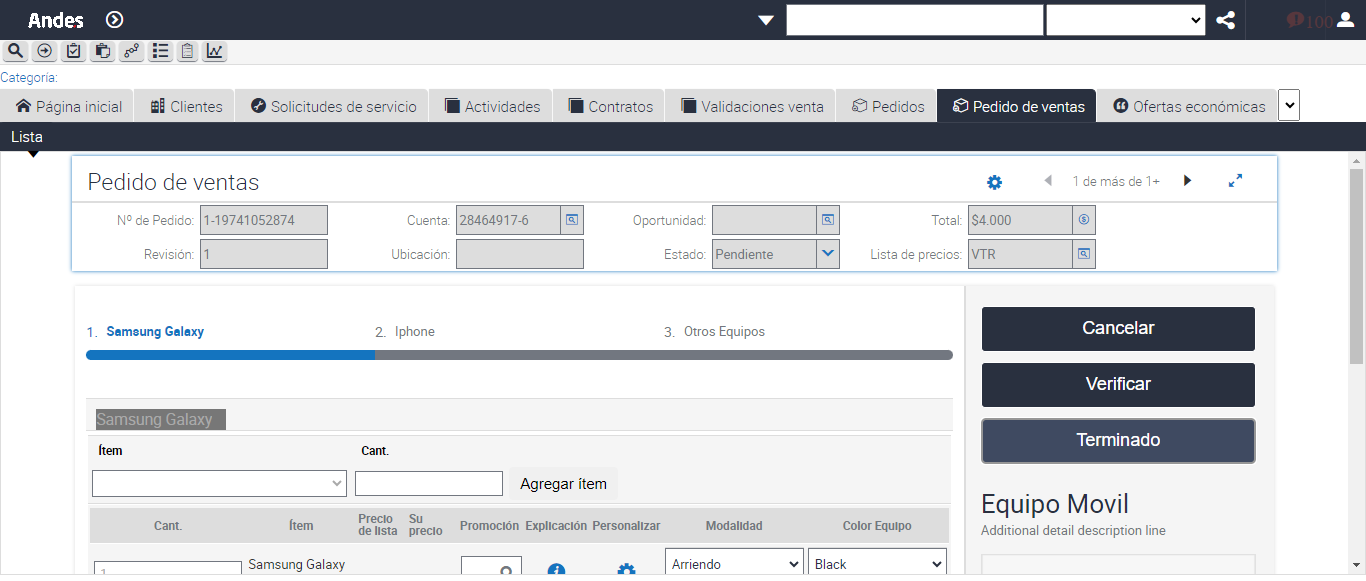 Andes
100
Categoría:
Página inicial Clientes Solicitudes de servicio Actividades Contratos Validaciones venta Pedidos Pedido de ventas Ofertas económicas
Lista
Pedido de ventas 1 de más de 1+
Nº de Pedido: 1-19741052874 Cuenta: 28464917-6 Oportunidad: Total: $4.000
Revisión: 1 Ubicación: Estado: Pendiente Lista de precios: VTR
1. Samsung Galaxy 2. Iphone 3. Otros Equipos
Cancelar
Verificar
Terminado
Samsung Galaxy
Ítem Cant.
Agregar ítem
Equipo Movil
Additional detail description line
Cant. Ítem Precio de lista Su precio Promoción Explicación Personalizar Modalidad Color Equipo
1 Samsung Galaxy Arriendo Black